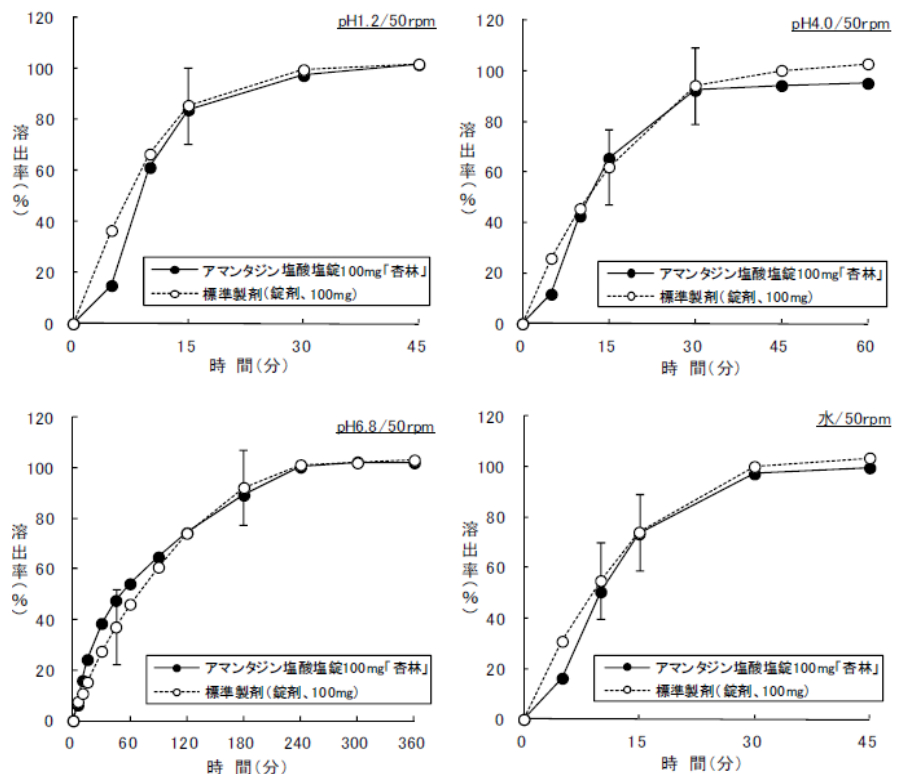 pH1.2/50rpm
120
100
80
60
40
20
0
溶出率(%)
アマンタジン塩酸塩錠100mg「杏林」
標準製剤(錠剤、100mg)
0 15 30 45
時間(分)
pH4.0/50rpm
120
100
80
60
40
20
0
溶出率(%)
アマンタジン塩酸塩錠100mg「杏林」
標準製剤(錠剤、100mg)
0 15 30 45 60
時間(分)
pH6.8/50rpm
120
100
80
60
40
20
0
溶出率(%)
アマンタジン塩酸塩錠100mg「杏林」
標準製剤(錠剤、100mg)
0 60 120 180 240 300 360
時間(分)
水/50rpm
120
100
80
60
40
20
0
溶出率(%)
アマンタジン塩酸塩錠100mg「杏林」
標準製剤(錠剤、100mg)
0 15 30 45
時間(分)